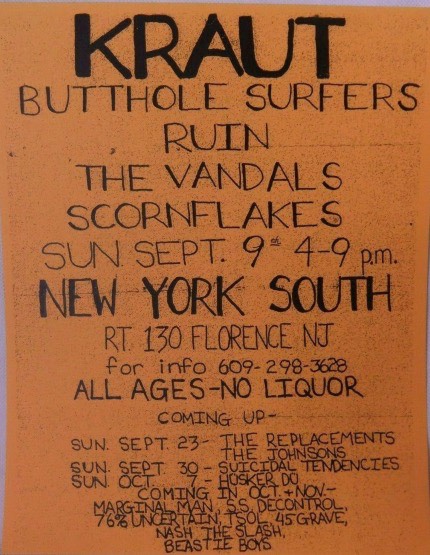 KRAUT
BUTTHOLE SURFERS
RUIN
THE VANDALS
SCORNFLAKES
SUN. SEPT. 9th 4-9 p.m.
NEW YORK SOUTH
RT. 130 FLORENCE NJ
for info 609-298-3628
ALL AGES-NO LIQUOR
COMING UP-
SUN. SEPT 23- THE REPLACEMENTS
THE JOHNSONS
SUN. SEPT 30 - SUICIDAL TENDENCIES
SUN OCT. 7 - HÜSKER DÜ
COMING IN OCT. + NOV.-
MARGINAL MAN, S.S. DECONTROL,
76% UNCERTAIN, TSOL, 45 GRAVE,
NASH THE SLASH,
BEASTIE BOYS